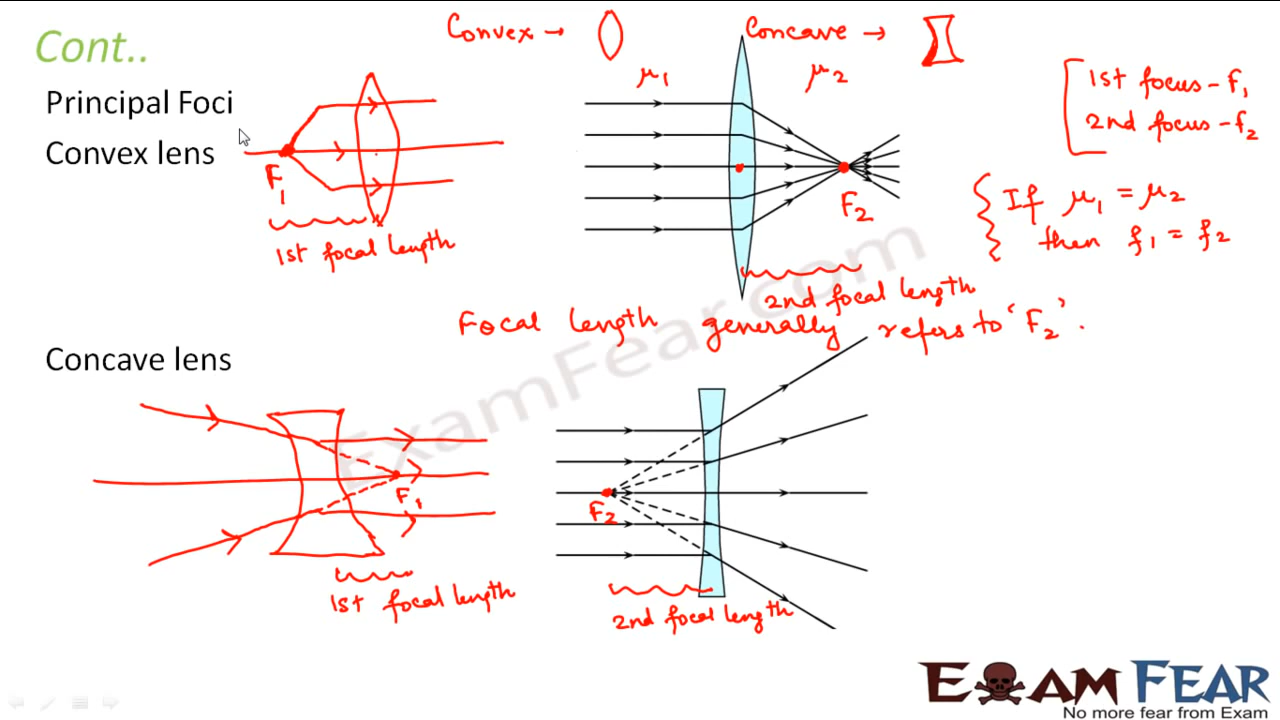 Cont..
Convex → Concave →
μ1 μ2
1st focus - f1
2nd focus - f2
Principal Foci
Convex lens
F1
1st focal length
F2
2nd focal length
If μ1 = μ2
then f1 = f2
Focal length generally refers to 'F2'.
ExamFear.com
Concave lens
F1
1st focal length
F2
2nd focal length
EXAM FEAR
No more fear from Exam